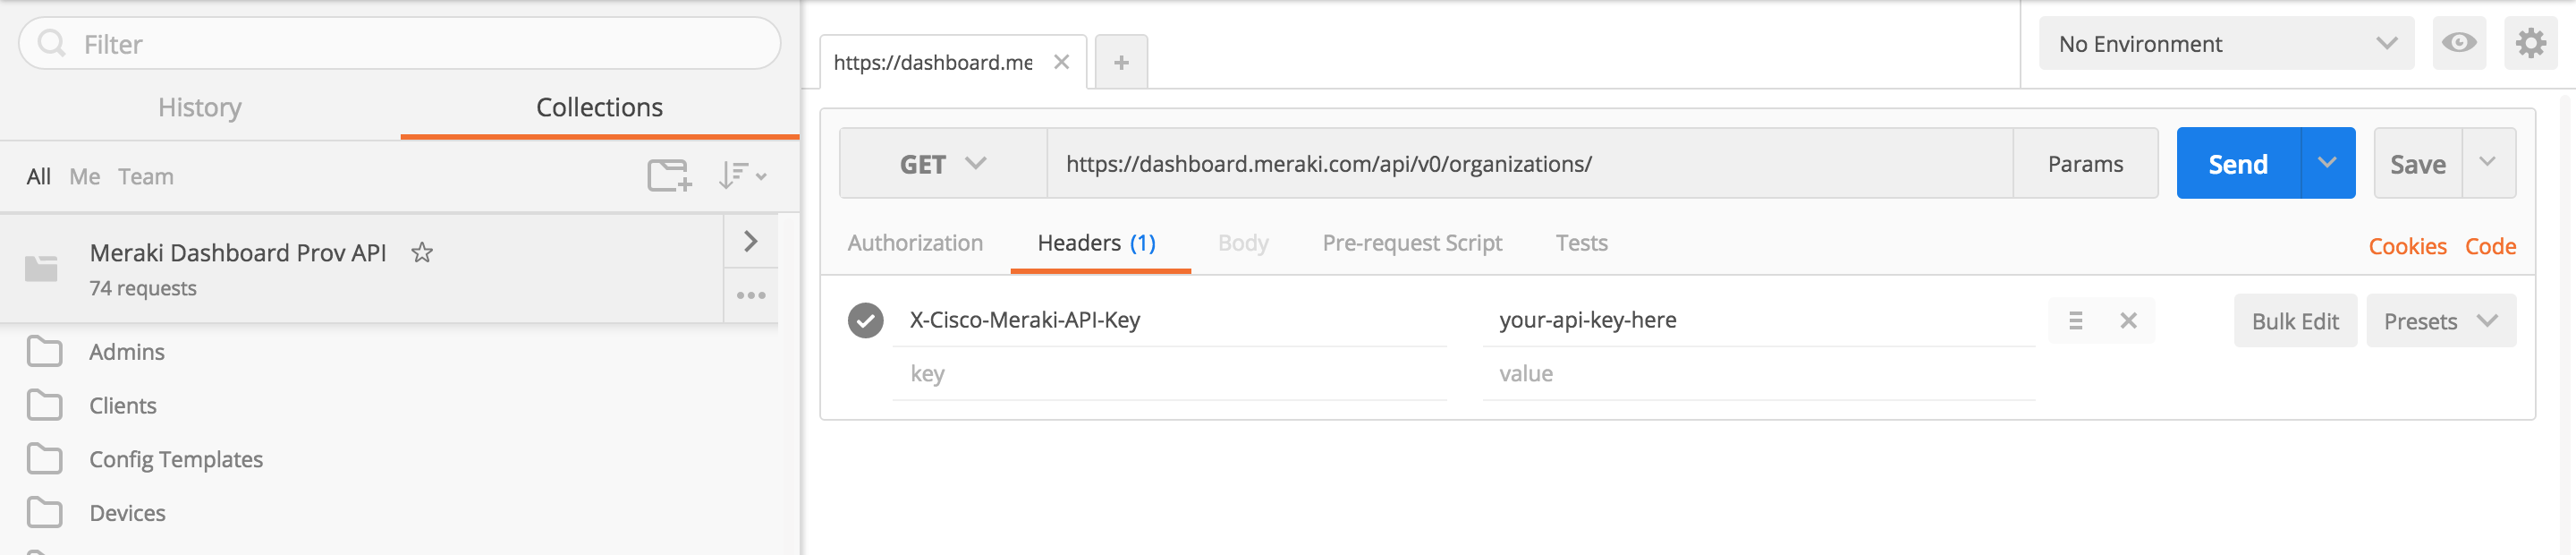 Filter
History
Collections
All Me Team
Meraki Dashboard Prov API
74 requests
Admins
Clients
Config Templates
Devices
https://dashboard.me
No Environment
GET
https://dashboard.meraki.com/api/v0/organizations/
Params
Send
Save
Authorization
Headers (1)
Body
Pre-request Script
Tests
Cookies
Code
X-Cisco-Meraki-API-Key
your-api-key-here
Bulk Edit
Presets
key
value